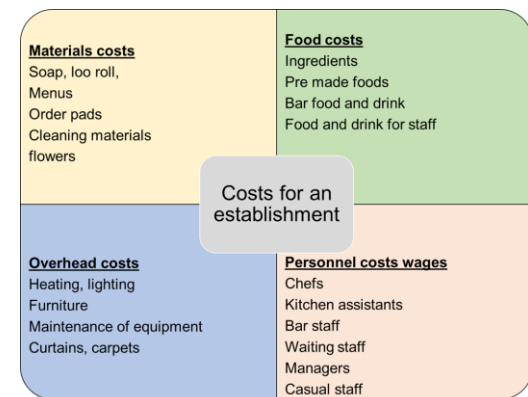 Materials costs
Soap, loo roll,
Menus
Order pads
Cleaning materials
flowers
Food costs
Ingredients
Pre made foods
Bar food and drink
Food and drink for staff
Costs for an
establishment
Overhead costs
Heating, lighting
Furniture
Maintenance of equipment
Curtains, carpets
Personnel costs wages
Chefs
Kitchen assistants
Bar staff
Waiting staff
Managers
Casual staff